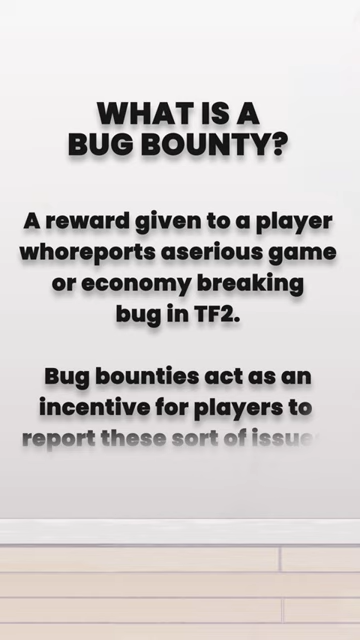 WHAT IS A
BUG BOUNTY?
A reward given to a player
whoreports aserious game
or economy breaking
bug in TF2.
Bug bounties act as an
incentive for players to
report these sort of issue